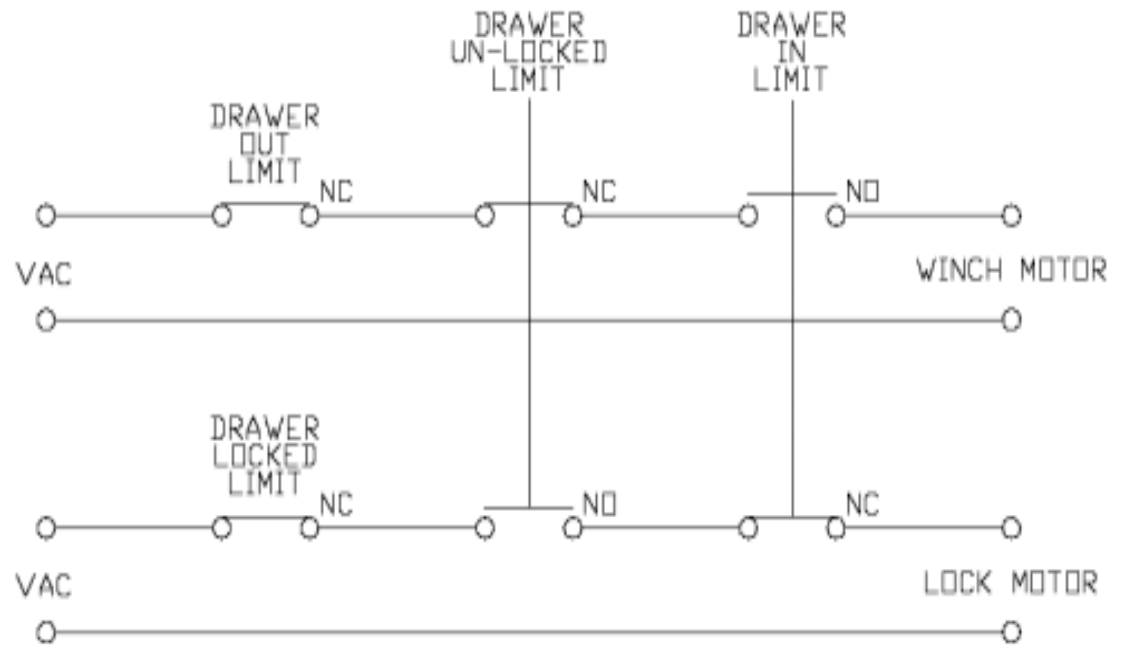 DRAWER
UN-LOCKED
LIMIT
DRAWER
IN
LIMIT
DRAWER
OUT
LIMIT
NC
NC
NO
VAC
WINCH MOTOR
DRAWER
LOCKED
LIMIT
NC
NO
NC
VAC
LOCK MOTOR